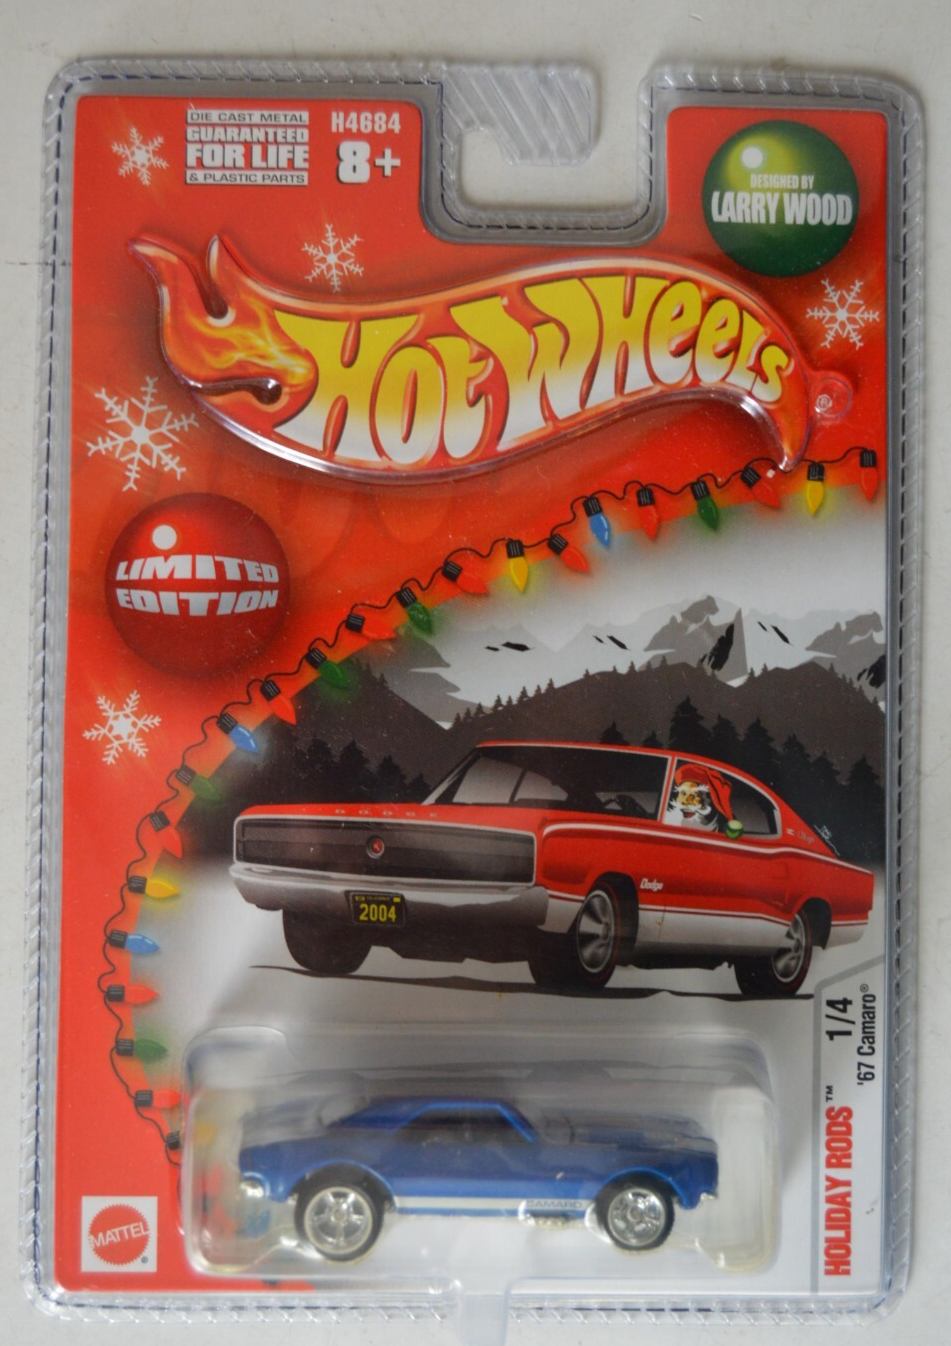 DIE CAST METAL
GUARANTEED
FOR LIFE
& PLASTIC PARTS
H4684
8+
DESIGNED BY
LARRY WOOD
HOT WHEELS
®
LIMITED
EDITION
DODGE
Dodge
2004
1/4
'67 Camaro®
HOLIDAY RODS™
CAMARO
MATTEL
®